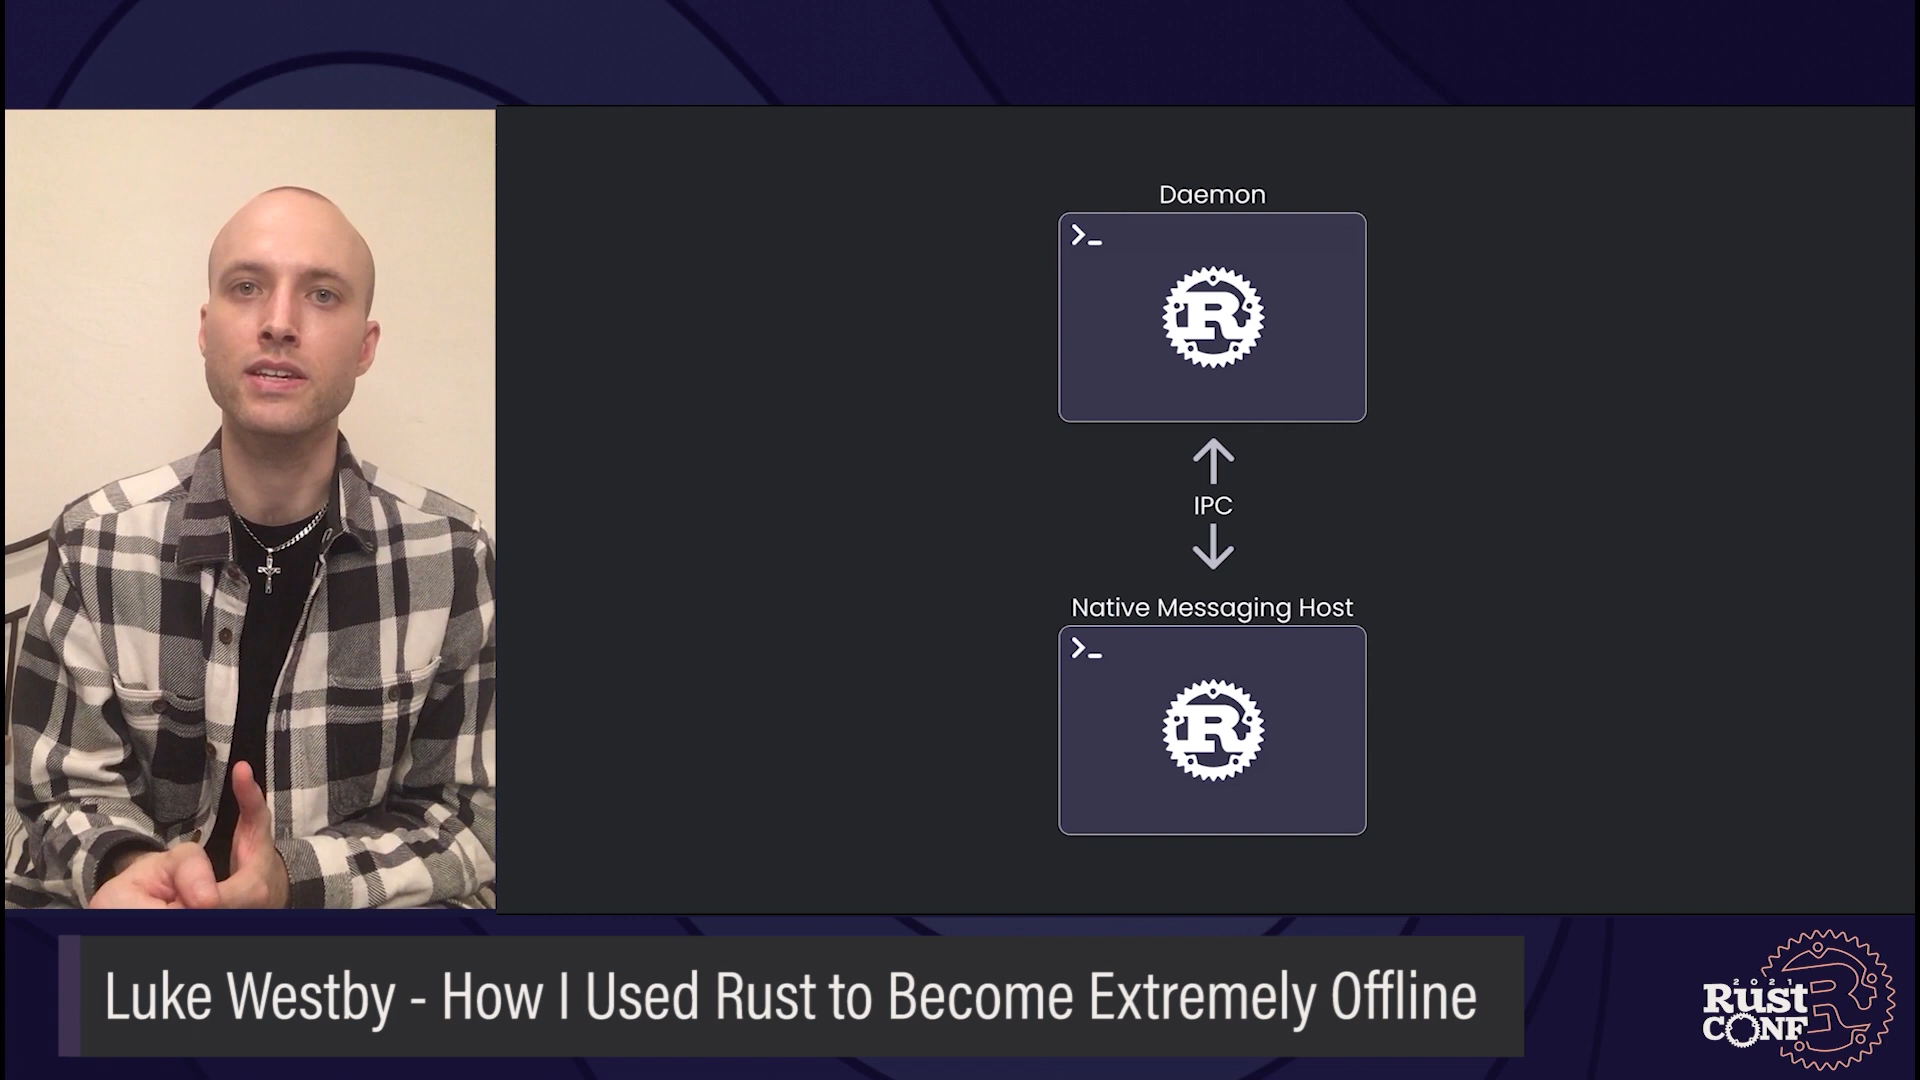 Daemon
>_
R
IPC
Native Messaging Host
>_
R
Luke Westby - How I Used Rust to Become Extremely Offline
2021
Rust
CONF
R